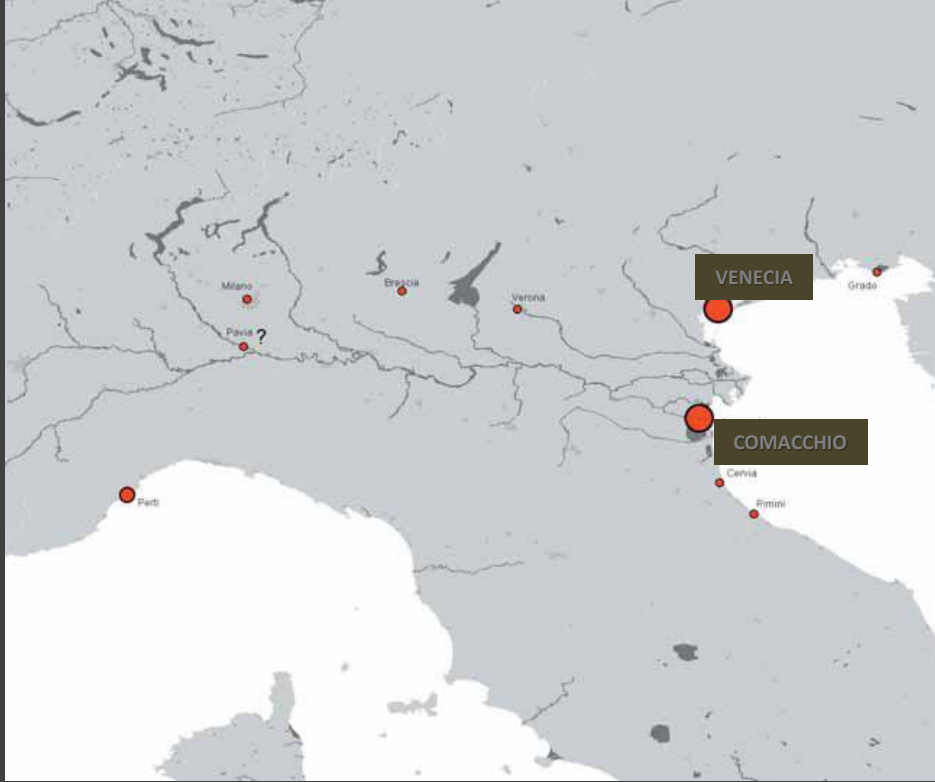 VENECIA
Grado
Milano
Brescia
Verona
Pavia ?
COMACCHIO
Cervia
Perti
Rimini